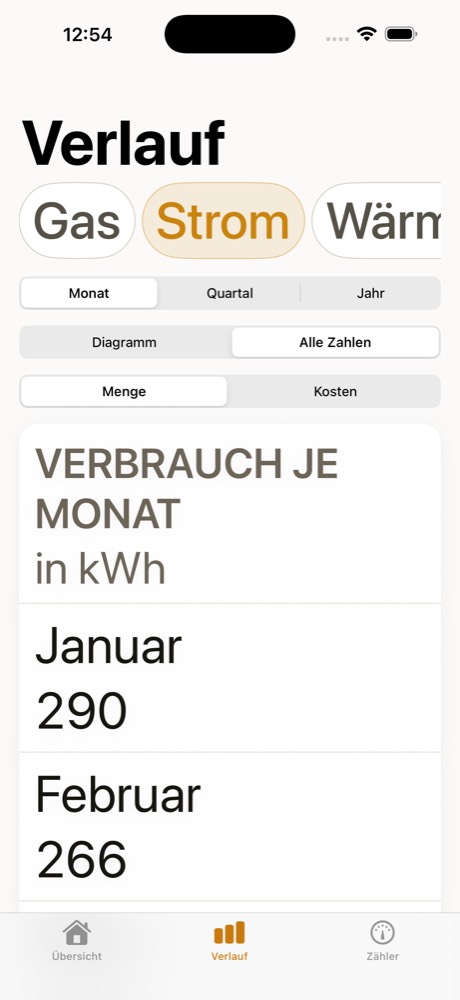 12:54
Verlauf
Gas Strom Wärm
Monat Quartal Jahr
Diagramm Alle Zahlen
Menge Kosten
VERBRAUCH JE
MONAT
in kWh
Januar
290
Februar
266
Übersicht Verlauf Zähler